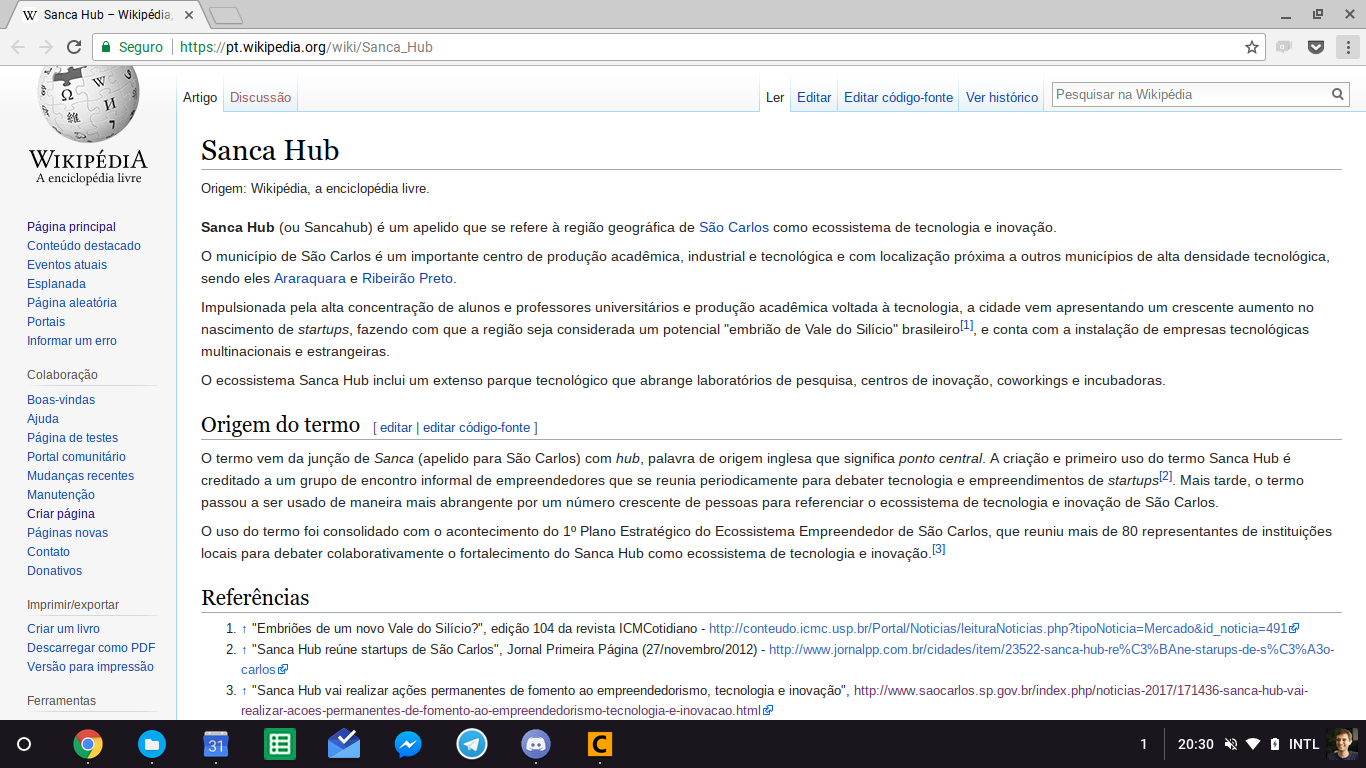 Sanca Hub – Wikipédia,
Seguro
https://pt.wikipedia.org/wiki/Sanca_Hub
WIKIPÉDIA
A enciclopédia livre
Página principal
Conteúdo destacado
Eventos atuais
Esplanada
Página aleatória
Portais
Informar um erro
Colaboração
Boas-vindas
Ajuda
Página de testes
Portal comunitário
Mudanças recentes
Manutenção
Criar página
Páginas novas
Contato
Donativos
Imprimir/exportar
Criar um livro
Descarregar como PDF
Versão para impressão
Ferramentas
Artigo Discussão Ler Editar Editar código-fonte Ver histórico Pesquisar na Wikipédia
Sanca Hub
Origem: Wikipédia, a enciclopédia livre.
Sanca Hub (ou Sancahub) é um apelido que se refere à região geográfica de São Carlos como ecossistema de tecnologia e inovação.
O município de São Carlos é um importante centro de produção acadêmica, industrial e tecnológica e com localização próxima a outros municípios de alta densidade tecnológica,
sendo eles Araraquara e Ribeirão Preto.
Impulsionada pela alta concentração de alunos e professores universitários e produção acadêmica voltada à tecnologia, a cidade vem apresentando um crescente aumento no
nascimento de startups, fazendo com que a região seja considerada um potencial "embrião de Vale do Silício" brasileiro[1], e conta com a instalação de empresas tecnológicas
multinacionais e estrangeiras.
O ecossistema Sanca Hub inclui um extenso parque tecnológico que abrange laboratórios de pesquisa, centros de inovação, coworkings e incubadoras.
Origem do termo [ editar | editar código-fonte ]
O termo vem da junção de Sanca (apelido para São Carlos) com hub, palavra de origem inglesa que significa ponto central. A criação e primeiro uso do termo Sanca Hub é
creditado a um grupo de encontro informal de empreendedores que se reunia periodicamente para debater tecnologia e empreendimentos de startups[2]. Mais tarde, o termo
passou a ser usado de maneira mais abrangente por um número crescente de pessoas para referenciar o ecossistema de tecnologia e inovação de São Carlos.
O uso do termo foi consolidado com o acontecimento do 1º Plano Estratégico do Ecossistema Empreendedor de São Carlos, que reuniu mais de 80 representantes de instituições
locais para debater colaborativamente o fortalecimento do Sanca Hub como ecossistema de tecnologia e inovação.[3]
Referências
1. ↑ "Embriões de um novo Vale do Silício?", edição 104 da revista ICMCotidiano - http://conteudo.icmc.usp.br/Portal/Noticias/leituraNoticias.php?tipoNoticia=Mercado&id_noticia=491
2. ↑ "Sanca Hub reúne startups de São Carlos", Jornal Primeira Página (27/novembro/2012) - http://www.jornalpp.com.br/cidades/item/23522-sanca-hub-re%C3%BAne-starups-de-s%C3%A3o-
carlos
3. ↑ "Sanca Hub vai realizar ações permanentes de fomento ao empreendedorismo, tecnologia e inovação", http://www.saocarlos.sp.gov.br/index.php/noticias-2017/171436-sanca-hub-vai-
realizar-acoes-permanentes-de-fomento-ao-empreendedorismo-tecnologia-e-inovacao.html
31
C
1 20:30 INTL